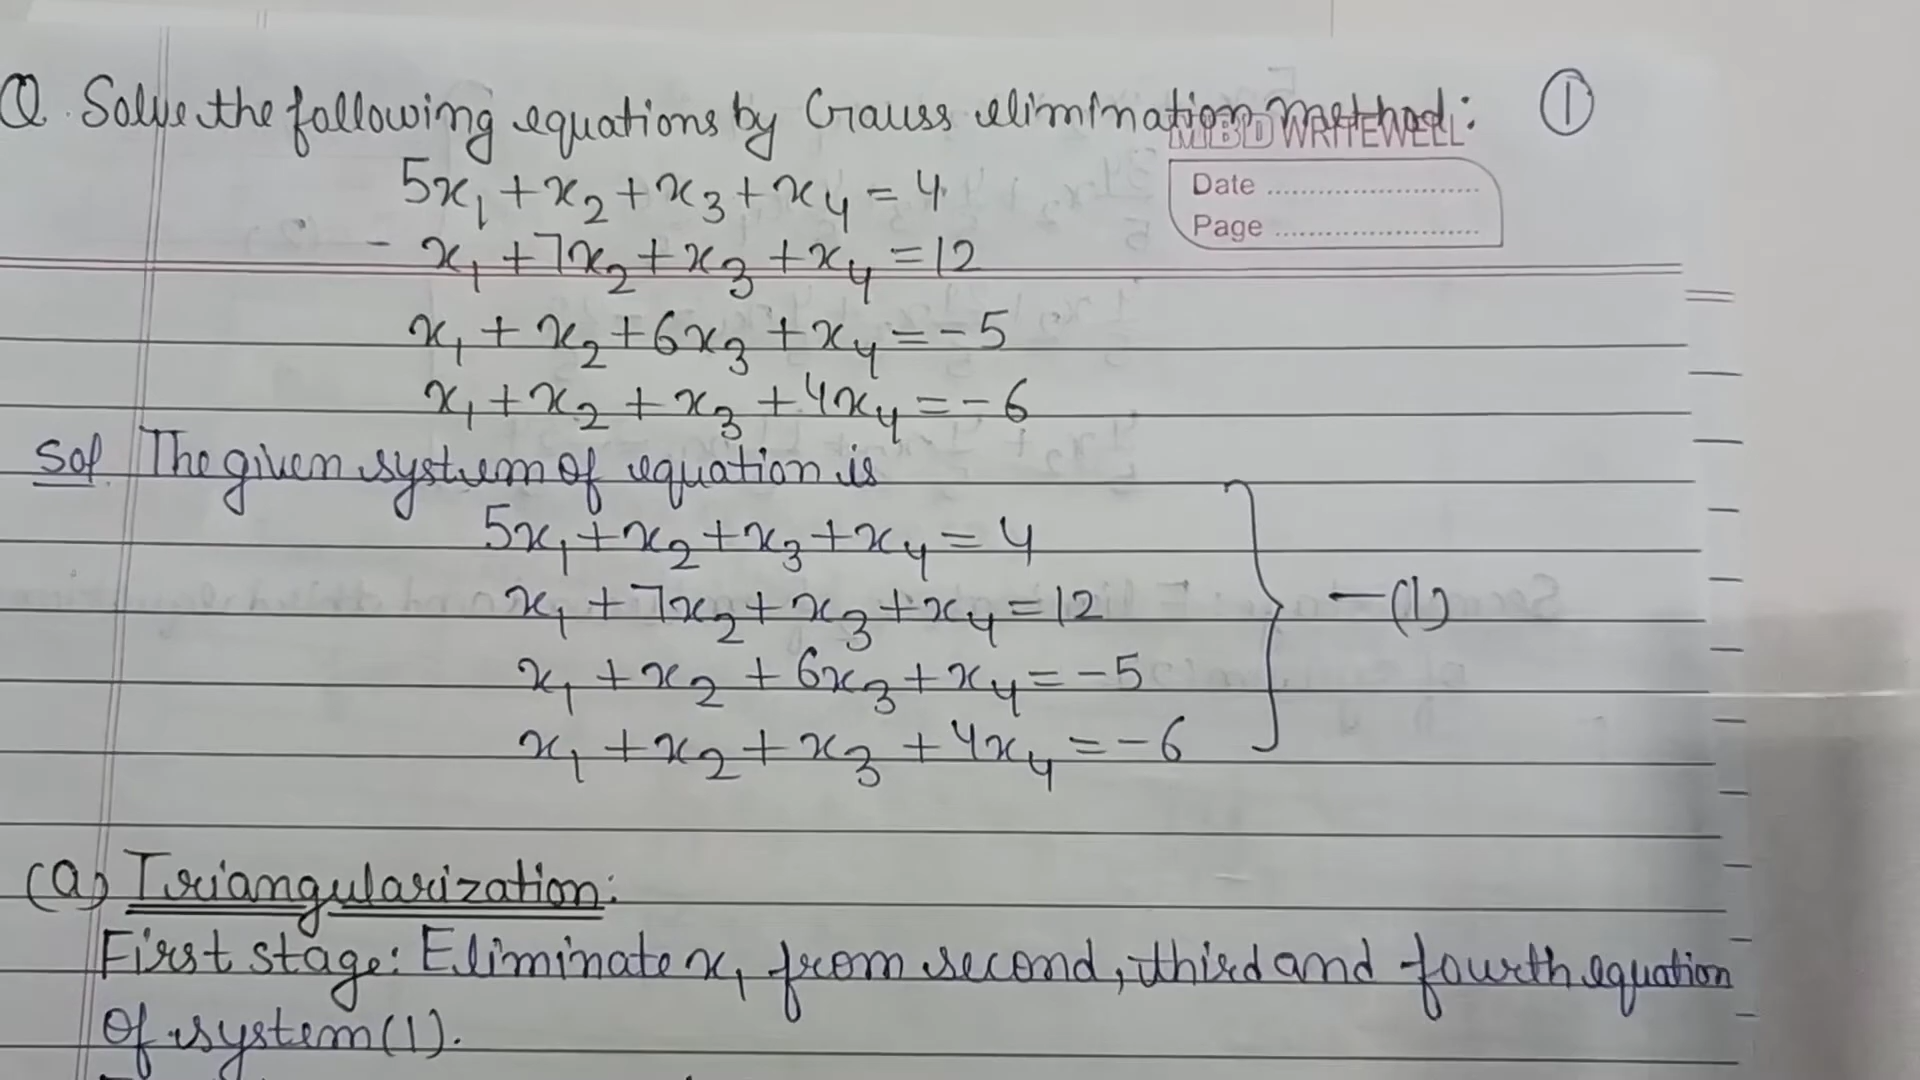 Q. Solve the following equations by Gauss elimination method: ①
MBD WRITEWELL
Date ..............................
Page ..............................
5x₁ + x₂ + x₃ + x₄ = 4
- x₁ + 7x₂ + x₃ + x₄ = 12
x₁ + x₂ + 6x₃ + x₄ = -5
x₁ + x₂ + x₃ + 4x₄ = -6
Sol. The given system of equation is
5x₁ + x₂ + x₃ + x₄ = 4
x₁ + 7x₂ + x₃ + x₄ = 12 —(1)
x₁ + x₂ + 6x₃ + x₄ = -5
x₁ + x₂ + x₃ + 4x₄ = -6
(a) Triangularization:
First stage: Eliminate x₁ from second, third and fourth equation
of system (1).